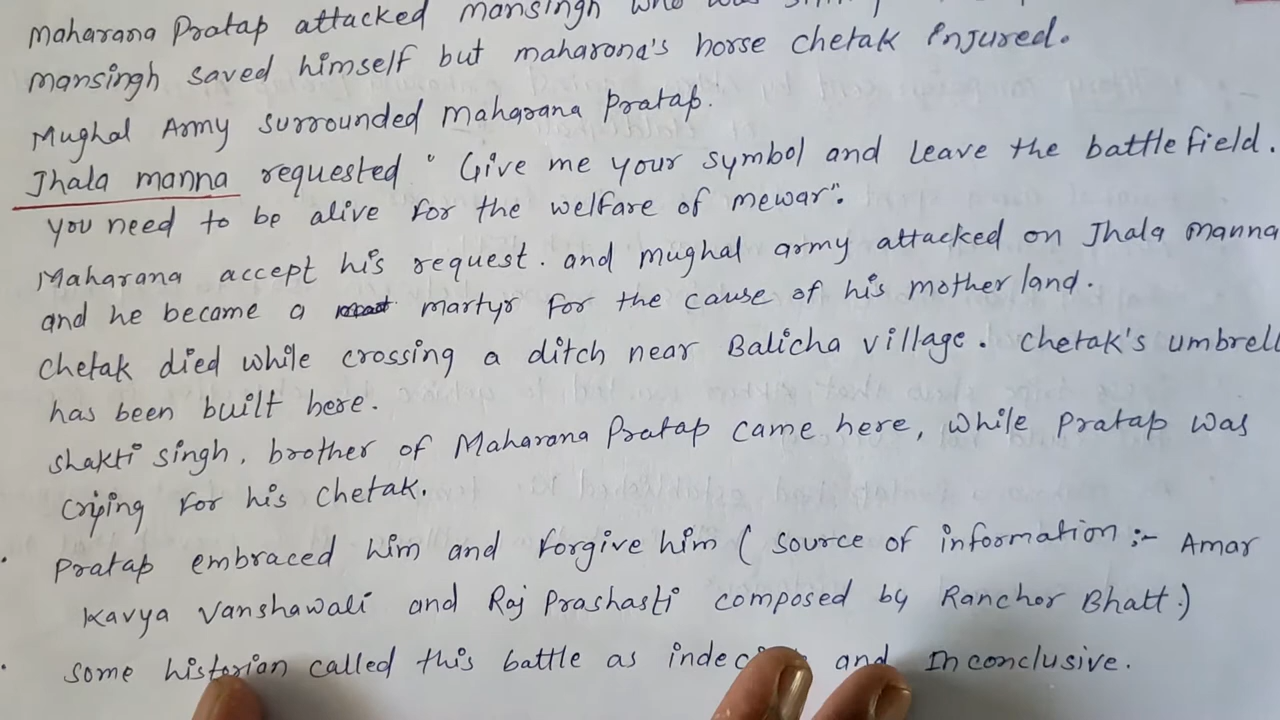 Maharana Pratap attacked mansingh who was
mansingh saved himself but maharona's horse chetak Injured.
Mughal Army surrounded Maharana Pratap.
Jhala manna requested " Give me your symbol and Leave the battlefield.
you need to be alive for the welfare of mewar".
Maharana accept his request. and mughal army attacked on Jhala manna
and he became a martyr for the cause of his mother land.
Chetak died while crossing a ditch near Balicha village. Chetak's umbrell
has been built here.
Shakti Singh, brother of Maharana Pratap came here, While Pratap was
for his Chetak.
Pratap embraced him and forgive him ( Source of information :- Amar
Kavya Vanshawali and Raj Prashasti composed by Ranchor Bhatt.)
Some historian called this battle as and Inconclusive.